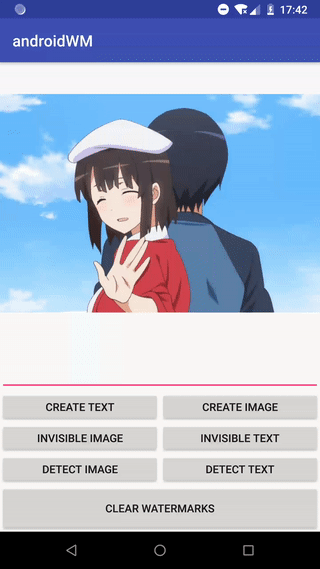 17:42
androidWM
CREATE TEXT
CREATE IMAGE
INVISIBLE IMAGE
INVISIBLE TEXT
DETECT IMAGE
DETECT TEXT
CLEAR WATERMARKS